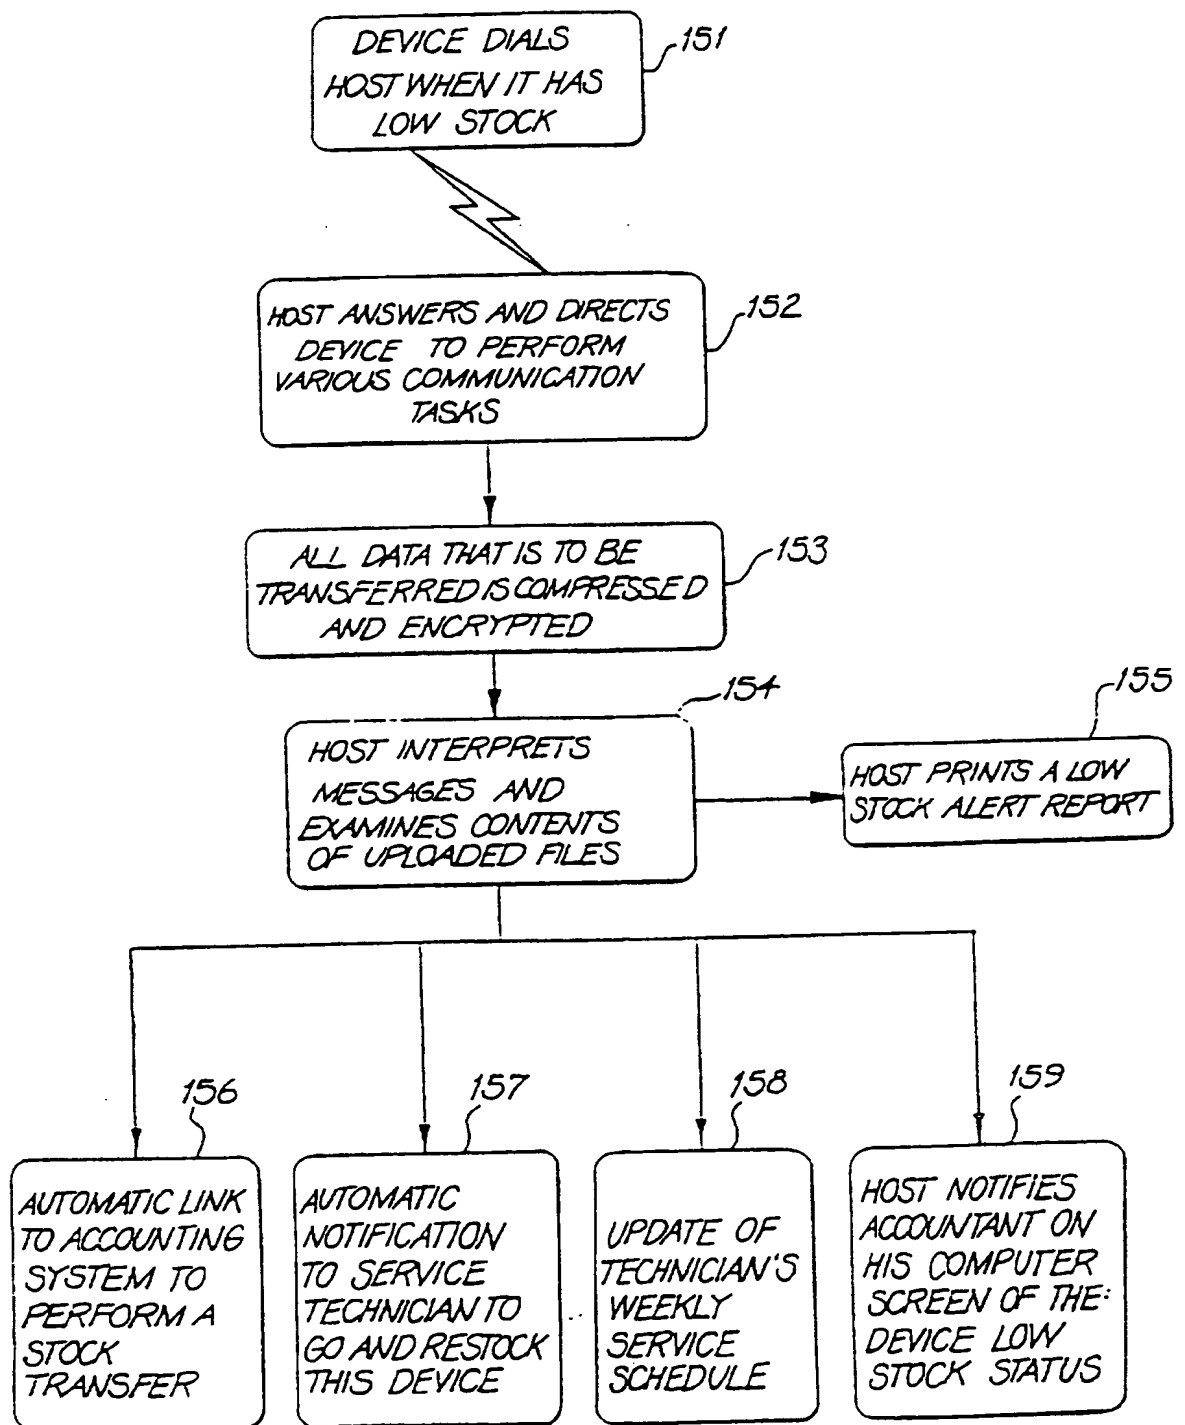 DEVICE DIALS
HOST WHEN IT HAS
LOW STOCK
151
HOST ANSWERS AND DIRECTS
DEVICE TO PERFORM
VARIOUS COMMUNICATION
TASKS
152
ALL DATA THAT IS TO BE
TRANSFERRED IS COMPRESSED
AND ENCRYPTED
153
154
HOST INTERPRETS
MESSAGES AND
EXAMINES CONTENTS
OF UPLOADED FILES
155
HOST PRINTS A LOW
STOCK ALERT REPORT
156
AUTOMATIC LINK
TO ACCOUNTING
SYSTEM TO
PERFORM A
STOCK
TRANSFER
157
AUTOMATIC
NOTIFICATION
TO SERVICE
TECHNICIAN TO
GO AND RESTOCK
THIS DEVICE
158
UPDATE OF
TECHNICIAN'S
WEEKLY
SERVICE
SCHEDULE
159
HOST NOTIFIES
ACCOUNTANT ON
HIS COMPUTER
SCREEN OF THE:
DEVICE LOW
STOCK STATUS